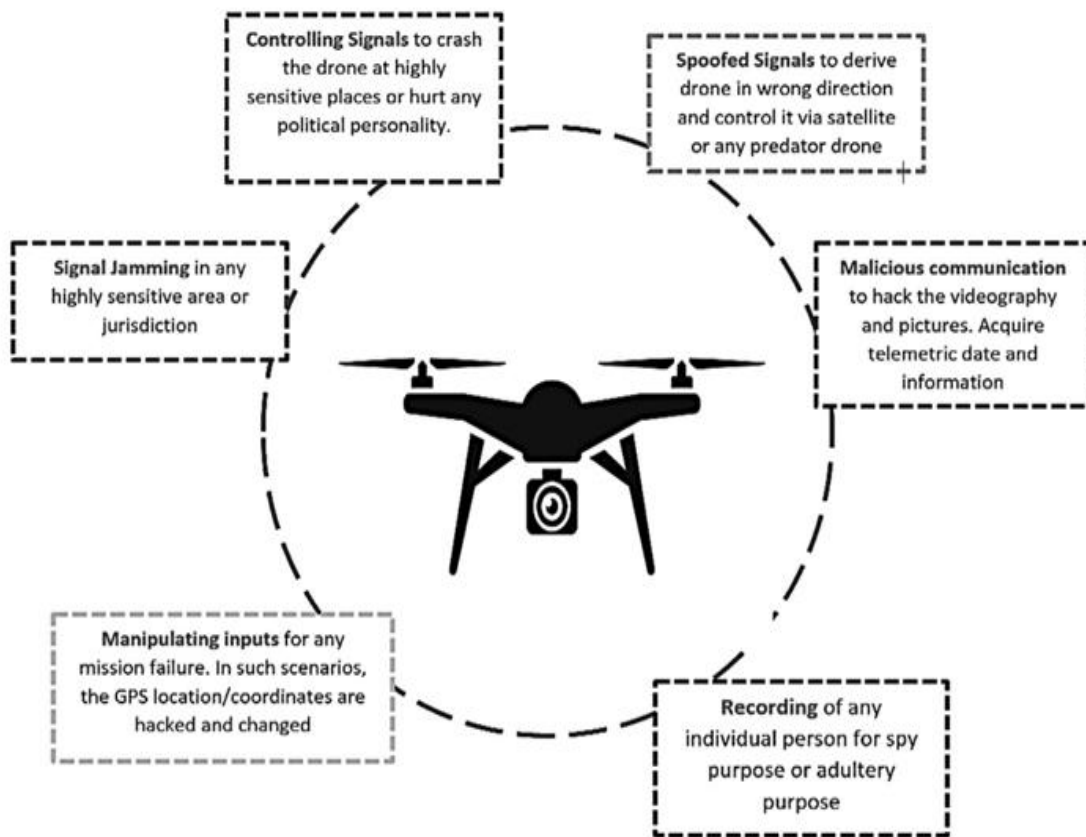 Controlling Signals to crash
the drone at highly
sensitive places or hurt any
political personality.
Spoofed Signals to derive
drone in wrong direction
and control it via satellite
or any predator drone
Signal Jamming in any
highly sensitive area or
jurisdiction
Malicious communication
to hack the videography
and pictures. Acquire
telemetric date and
information
Manipulating inputs for any
mission failure. In such scenarios,
the GPS location/coordinates are
hacked and changed
Recording of any
individual person for spy
purpose or adultery
purpose